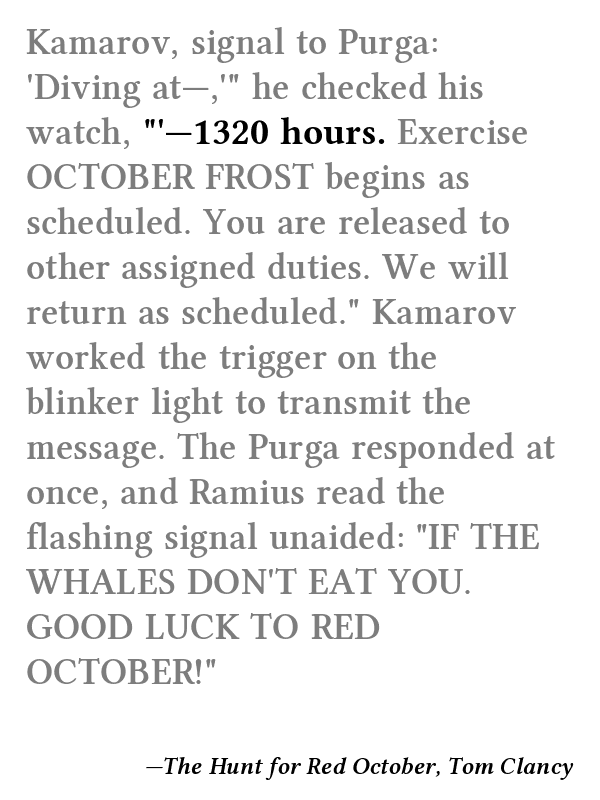 Kamarov, signal to Purga:
'Diving at—,'" he checked his
watch, "'—1320 hours. Exercise
OCTOBER FROST begins as
scheduled. You are released to
other assigned duties. We will
return as scheduled." Kamarov
worked the trigger on the
blinker light to transmit the
message. The Purga responded at
once, and Ramius read the
flashing signal unaided: "IF THE
WHALES DON'T EAT YOU.
GOOD LUCK TO RED
OCTOBER!"
—The Hunt for Red October, Tom Clancy